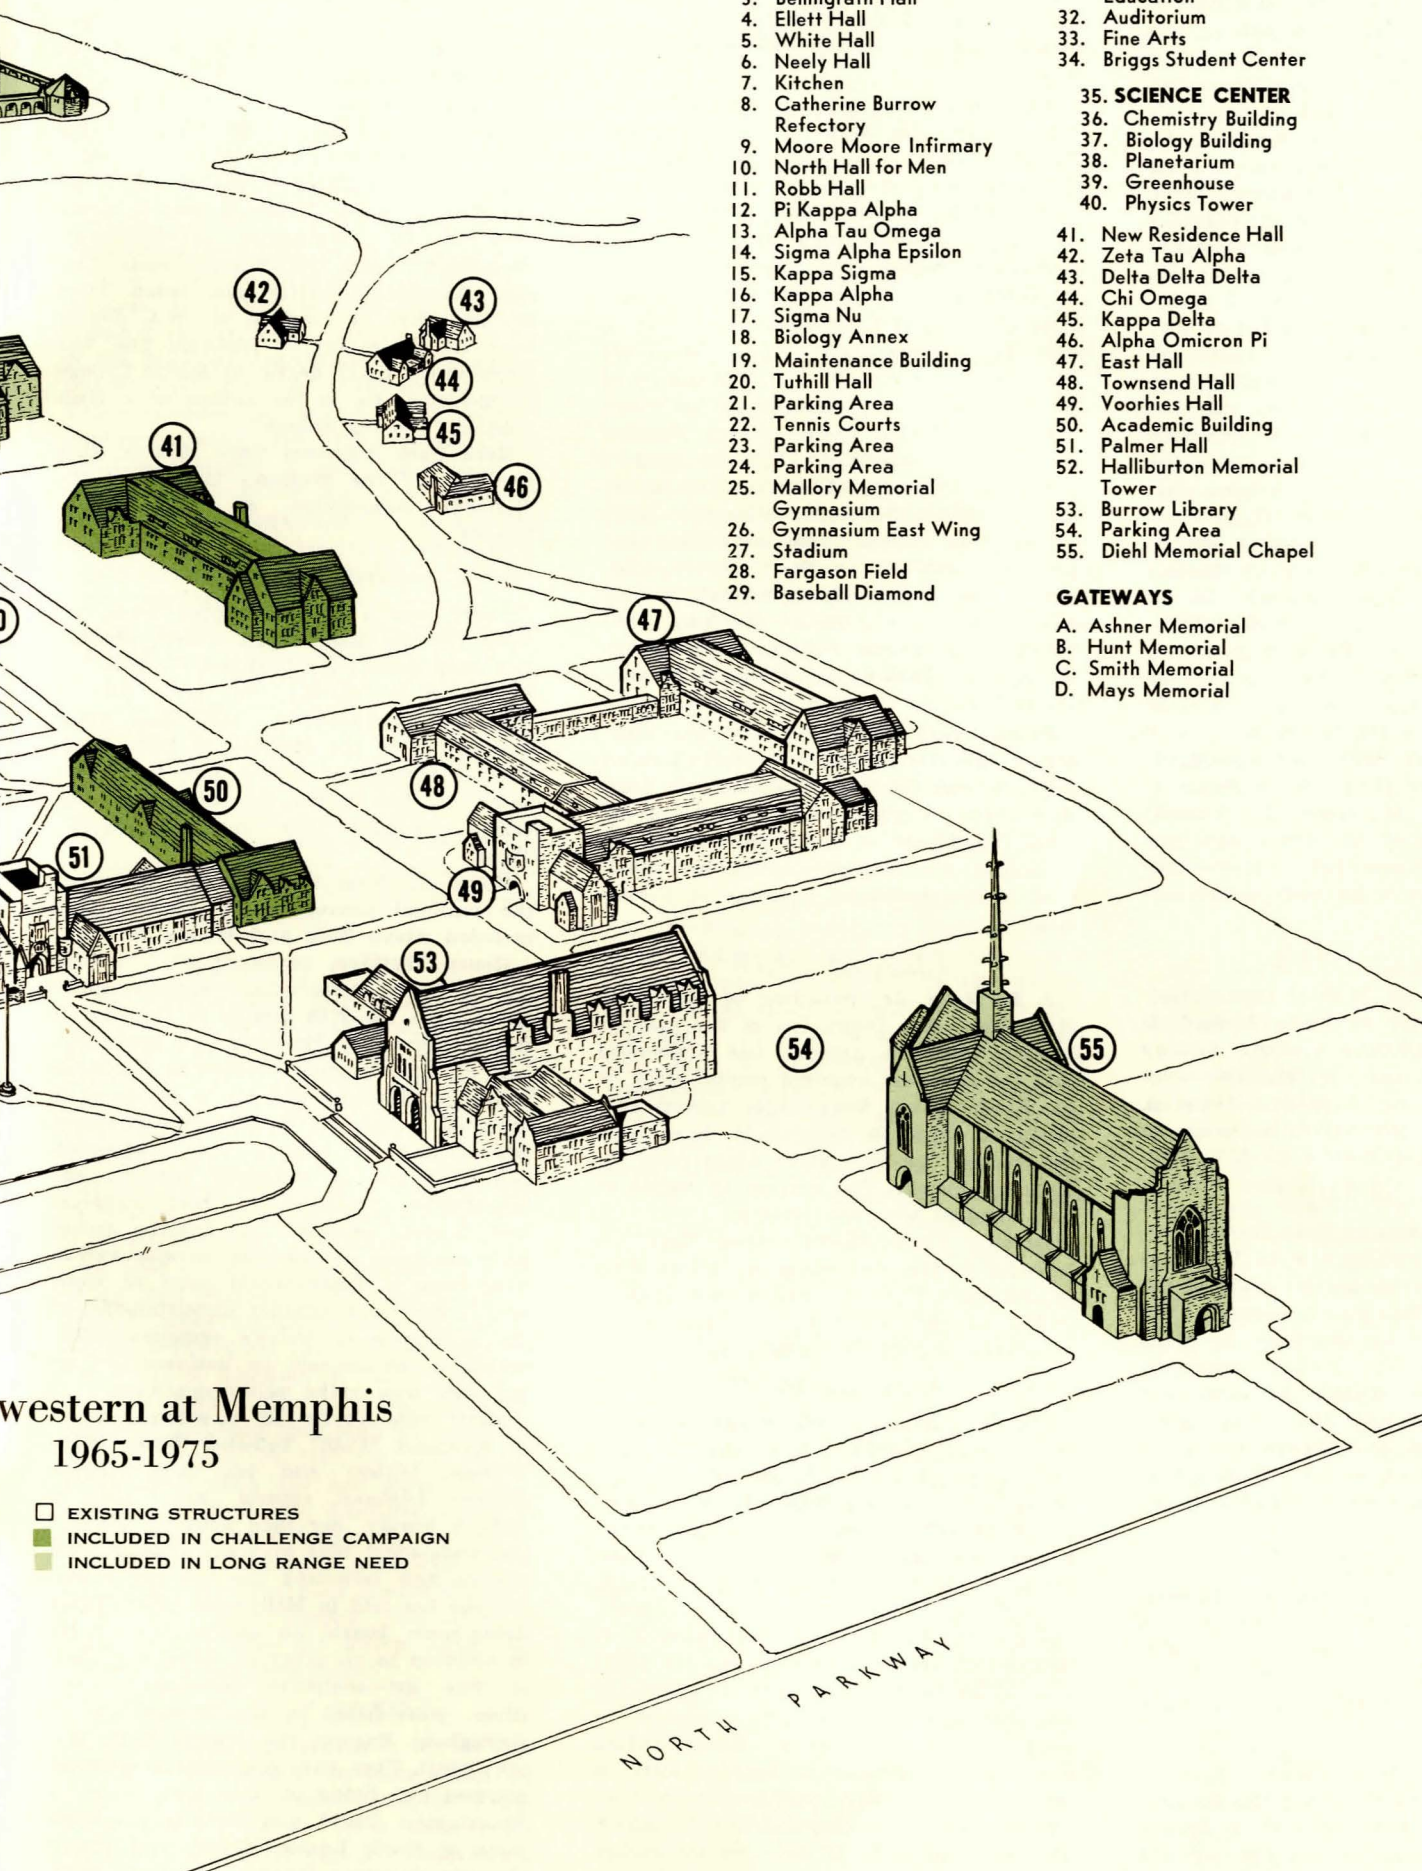 4. Ellett Hall
5. White Hall
6. Neely Hall
7. Kitchen
8. Catherine Burrow
Refectory
9. Moore Moore Infirmary
10. North Hall for Men
11. Robb Hall
12. Pi Kappa Alpha
13. Alpha Tau Omega
14. Sigma Alpha Epsilon
15. Kappa Sigma
16. Kappa Alpha
17. Sigma Nu
18. Biology Annex
19. Maintenance Building
20. Tuthill Hall
21. Parking Area
22. Tennis Courts
23. Parking Area
24. Parking Area
25. Mallory Memorial
Gymnasium
26. Gymnasium East Wing
27. Stadium
28. Fargason Field
29. Baseball Diamond
32. Auditorium
33. Fine Arts
34. Briggs Student Center
35. SCIENCE CENTER
36. Chemistry Building
37. Biology Building
38. Planetarium
39. Greenhouse
40. Physics Tower
41. New Residence Hall
42. Zeta Tau Alpha
43. Delta Delta Delta
44. Chi Omega
45. Kappa Delta
46. Alpha Omicron Pi
47. East Hall
48. Townsend Hall
49. Voorhies Hall
50. Academic Building
51. Palmer Hall
52. Halliburton Memorial
Tower
53. Burrow Library
54. Parking Area
55. Diehl Memorial Chapel
GATEWAYS
A. Ashner Memorial
B. Hunt Memorial
C. Smith Memorial
D. Mays Memorial
42
43
44
45
41
46
47
48
50
51
49
53
54
55
western at Memphis
1965-1975
EXISTING STRUCTURES
INCLUDED IN CHALLENGE CAMPAIGN
INCLUDED IN LONG RANGE NEED
NORTH PARKWAY